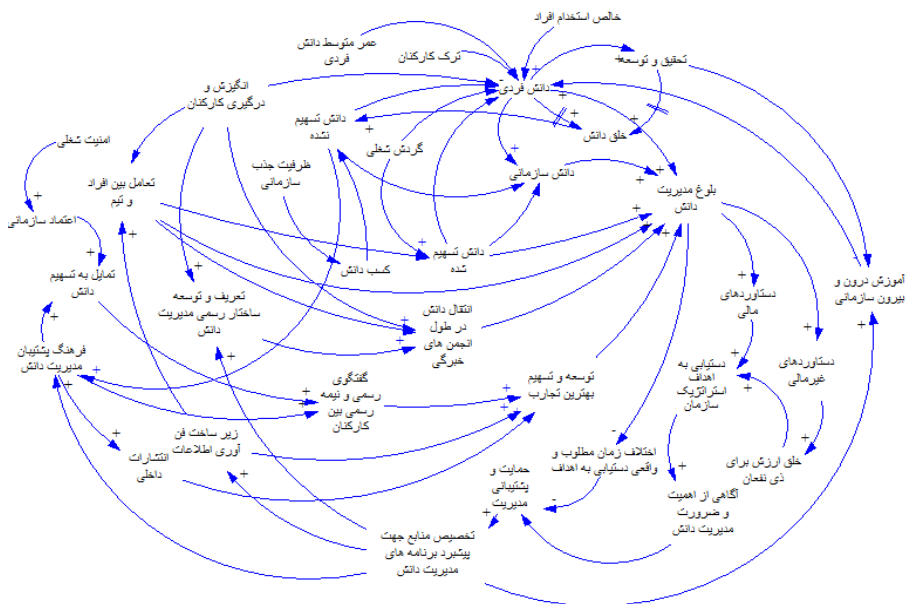 خالص استخدام افراد
عمر متوسط دانش
فردی
ترک کارکنان
تحقیق و توسعه
دانش فردی
انگیزش و
درگیری کارکنان
دانش تسهیم
نشده
خلق دانش
امنیت شغلی
گردش شغلی
ظرفیت جذب
سازمانی
دانش سازمانی
بلوغ مدیریت
دانش
تعامل بین افراد
و تیم
اعتماد سازمانی
دانش تسهیم
شده
کسب دانش
تمایل به تسهیم
دانش
آموزش درون و
بیرون سازمانی
دستاوردهای
مالی
تعریف و توسعه
ساختار رسمی مدیریت
دانش
انتقال دانش
در طول
انجمن های
خبرگی
فرهنگ پشتیبان
مدیریت دانش
دستیابی به
اهداف
استراتژیک
سازمان
دستاوردهای
غیرمالی
توسعه و تسهیم
بهترین تجارب
گفتگوی
رسمی و نیمه
رسمی بین
کارکنان
زیر ساخت فن
آوری اطلاعات
انتشارات
داخلی
اختلاف زمان مطلوب و
واقعی دستیابی به اهداف
خلق ارزش برای
ذی نفعان
حمایت و
پشتیبانی
مدیریت
آگاهی از اهمیت
و ضرورت
مدیریت دانش
تخصیص منابع جهت
پیشبرد برنامه های
مدیریت دانش